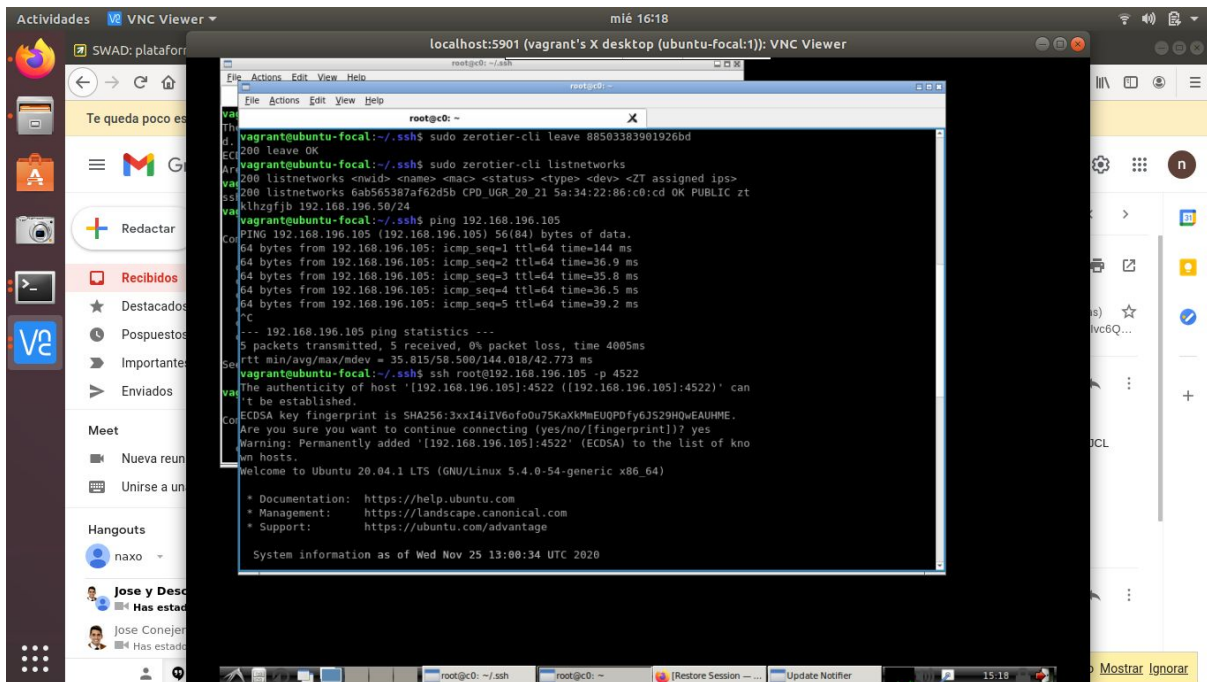 Actividades VNC Viewer mié 16:18
SWAD: platafor
localhost:5901 (vagrant's X desktop (ubuntu-focal:1)): VNC Viewer
root@c0: ~/.ssh
File Actions Edit View Help
root@c0: ~
File Actions Edit View Help
root@c0: ~ X
Te queda poco es
Redactar
Recibidos
Destacados
Pospuestos
Importantes
Enviados
Meet
Nueva reun
Unirse a un
Hangouts
naxo
Jose y Desc
Has estad
Jose Conejer
Has estado
vagrant@ubuntu-focal:~/.ssh$ sudo zerotier-cli leave 88503383901926bd
200 leave OK
vagrant@ubuntu-focal:~/.ssh$ sudo zerotier-cli listnetworks
200 listnetworks <nwid> <name> <mac> <status> <type> <dev> <ZT assigned ips>
200 listnetworks 6ab565387af62d5b CPD_UGR_20_21 5a:34:22:86:c0:cd OK PUBLIC zt
klhzgfjb 192.168.196.50/24
vagrant@ubuntu-focal:~/.ssh$ ping 192.168.196.105
PING 192.168.196.105 (192.168.196.105) 56(84) bytes of data.
64 bytes from 192.168.196.105: icmp_seq=1 ttl=64 time=144 ms
64 bytes from 192.168.196.105: icmp_seq=2 ttl=64 time=36.9 ms
64 bytes from 192.168.196.105: icmp_seq=3 ttl=64 time=35.8 ms
64 bytes from 192.168.196.105: icmp_seq=4 ttl=64 time=36.5 ms
64 bytes from 192.168.196.105: icmp_seq=5 ttl=64 time=39.2 ms
^C
--- 192.168.196.105 ping statistics ---
5 packets transmitted, 5 received, 0% packet loss, time 4005ms
rtt min/avg/max/mdev = 35.815/58.500/144.018/42.773 ms
vagrant@ubuntu-focal:~/.ssh$ ssh root@192.168.196.105 -p 4522
The authenticity of host '[192.168.196.105]:4522 ([192.168.196.105]:4522)' can
't be established.
ECDSA key fingerprint is SHA256:3xxI4iIV6ofoOu75KaXkMmEUQPDfy6JS29HQwEAUHME.
Are you sure you want to continue connecting (yes/no/[fingerprint])? yes
Warning: Permanently added '[192.168.196.105]:4522' (ECDSA) to the list of kno
wn hosts.
Welcome to Ubuntu 20.04.1 LTS (GNU/Linux 5.4.0-54-generic x86_64)
* Documentation: https://help.ubuntu.com
* Management: https://landscape.canonical.com
* Support: https://ubuntu.com/advantage
System information as of Wed Nov 25 13:00:34 UTC 2020
n
31
JCL
Mostrar Ignorar
root@c0: ~/.ssh
root@c0: ~
[Restore Session — ...
Update Notifier
15:18